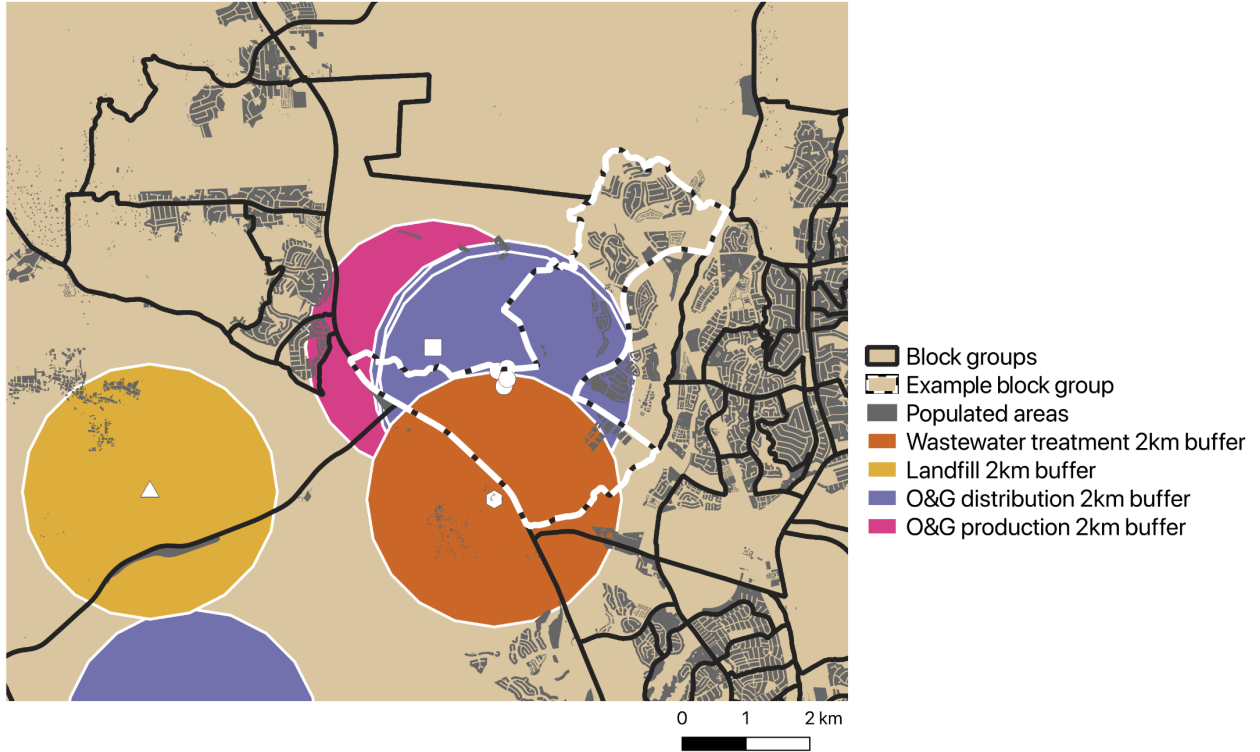 Block groups
Example block group
Populated areas
Wastewater treatment 2km buffer
Landfill 2km buffer
O&G distribution 2km buffer
O&G production 2km buffer
0 1 2 km